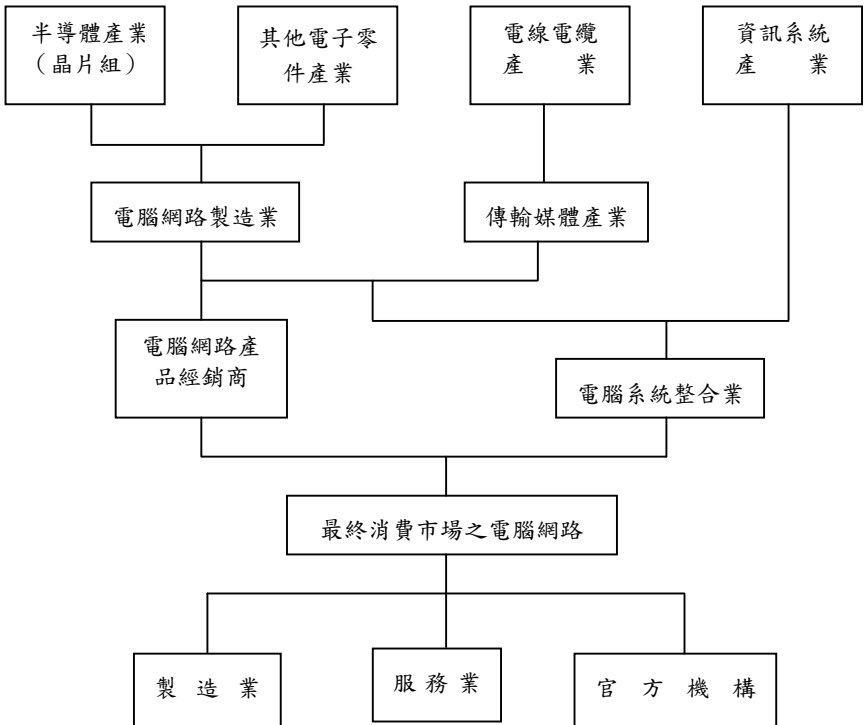 半導體產業
（晶片組）
其他電子零
件產業
電線電纜
產業
資訊系統
產業
電腦網路製造業
傳輸媒體產業
電腦網路產
品經銷商
電腦系統整合業
最終消費市場之電腦網路
製造業
服務業
官方機構